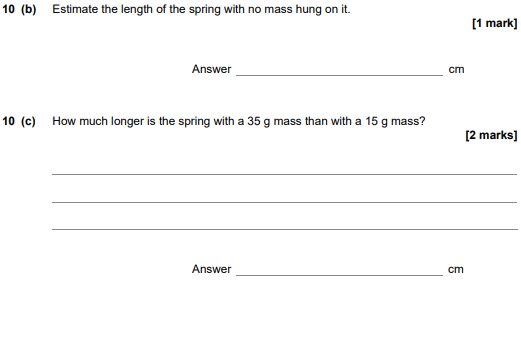 10 (b) Estimate the length of the spring with no mass hung on it.
[1 mark]
Answer cm
10 (c) How much longer is the spring with a 35 g mass than with a 15 g mass?
[2 marks]
Answer cm